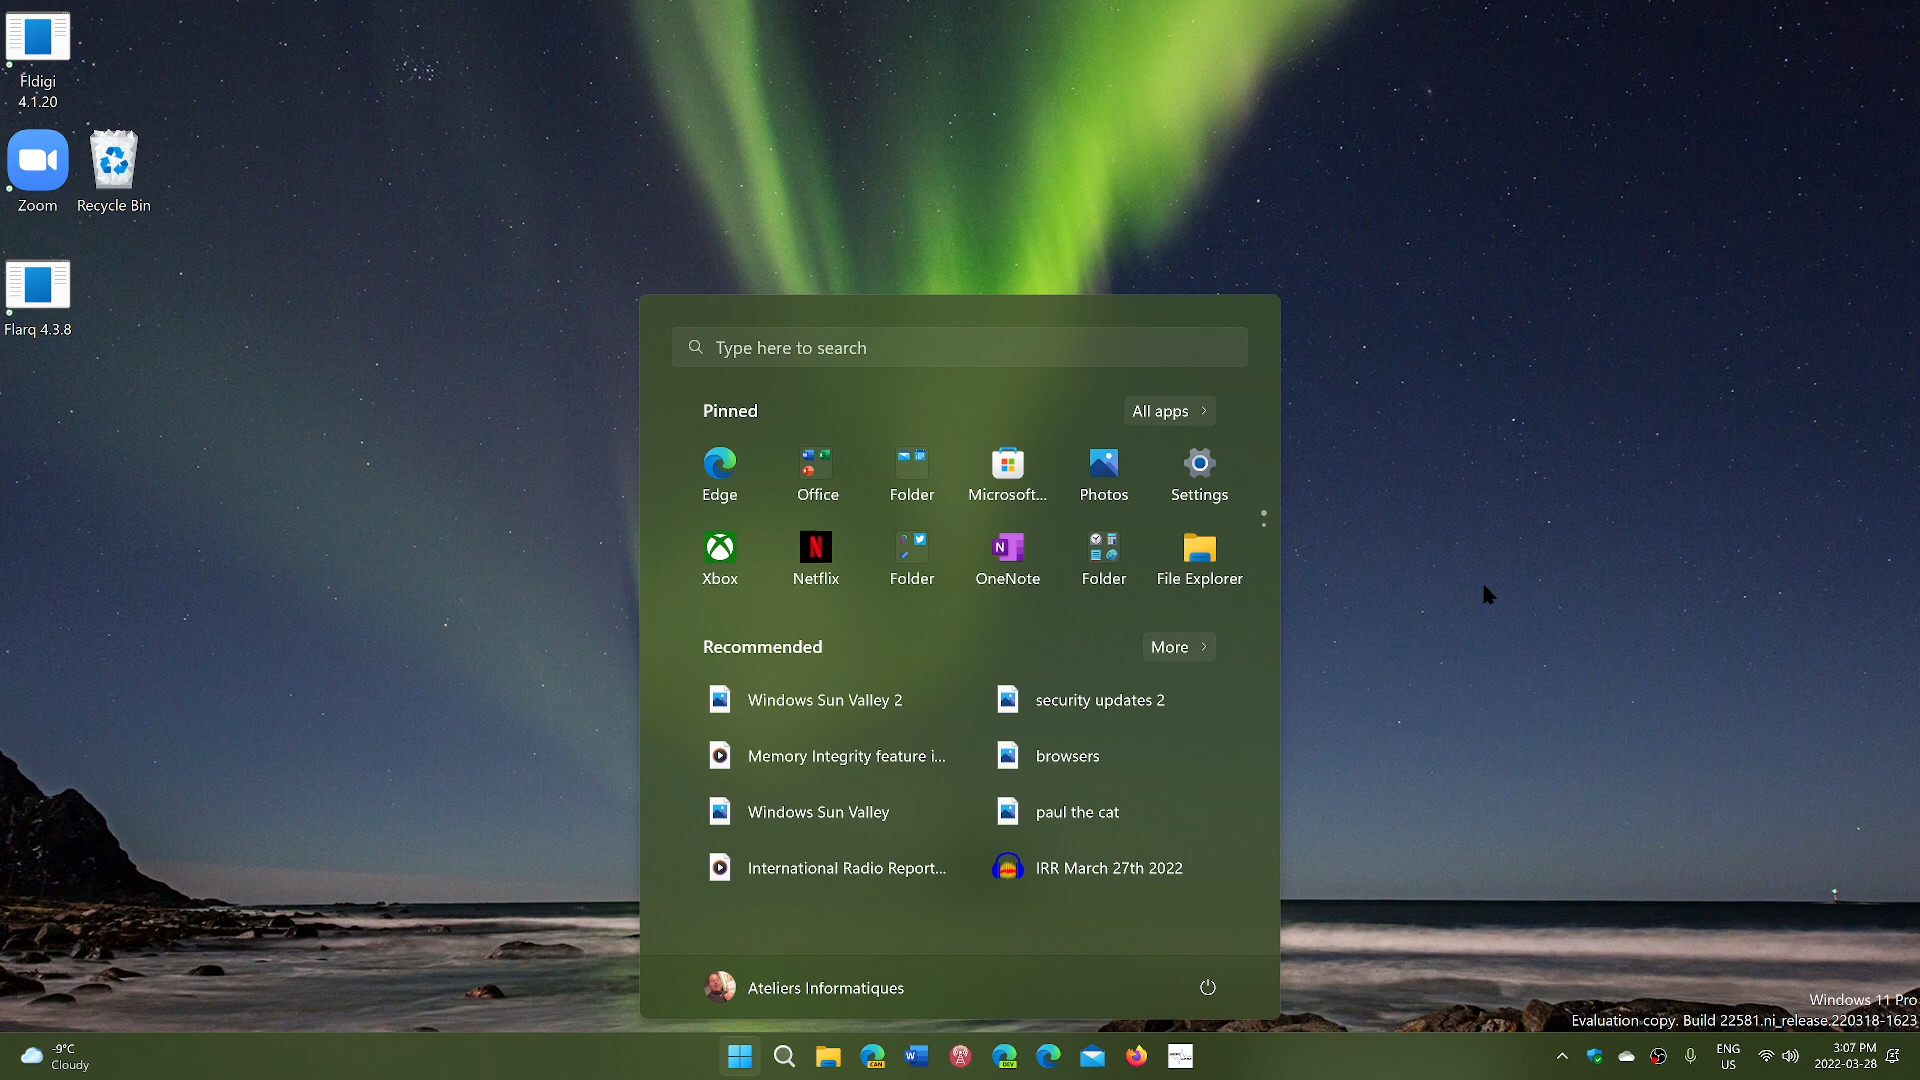 Fldigi
4.1.20
Zoom
Recycle Bin
Flarq 4.3.8
Type here to search
Pinned
All apps
Edge
Office
Folder
Microsoft...
Photos
Settings
Xbox
Netflix
Folder
OneNote
Folder
File Explorer
Recommended
More
Windows Sun Valley 2
security updates 2
Memory Integrity feature i...
browsers
Windows Sun Valley
paul the cat
International Radio Report...
IRR March 27th 2022
Ateliers Informatiques
Windows 11 Pro
Evaluation copy. Build 22581.ni_release.220318-1623
-9°C
Cloudy
CAN
DEV
ENG
US
3:07 PM
2022-03-28